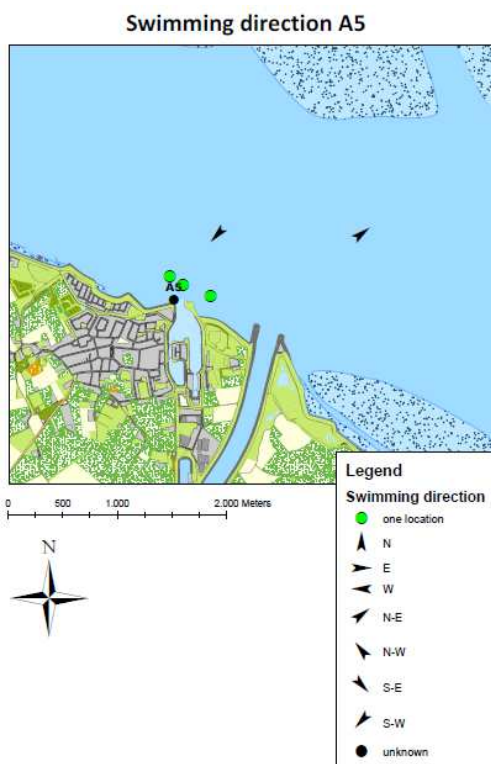 Swimming direction A5
A5
0 500 1.000 2.000 Meters
N
Legend
Swimming direction
one location
N
E
W
N-E
N-W
S-E
S-W
unknown